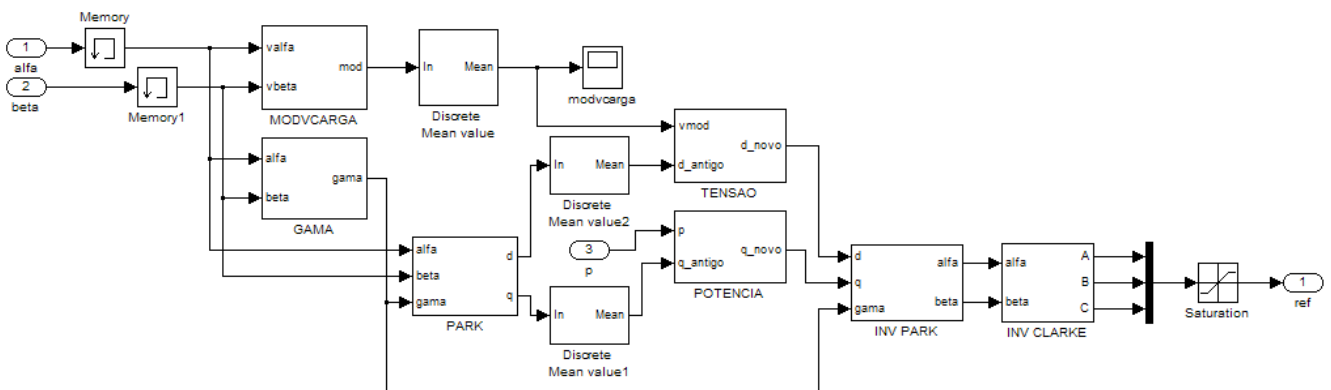 Memory
1
alfa
2
beta
Memory1
valfa
vbeta
mod
MODVCARGA
In
Mean
Discrete
Mean value
modvcarga
alfa
beta
gama
GAMA
In
Mean
Discrete
Mean value2
vmod
d_antigo
d_novo
TENSAO
3
p
p
q_antigo
q_novo
POTENCIA
alfa
beta
gama
d
q
PARK
In
Mean
Discrete
Mean value1
d
q
gama
alfa
beta
INV PARK
alfa
beta
A
B
C
INV CLARKE
Saturation
1
ref